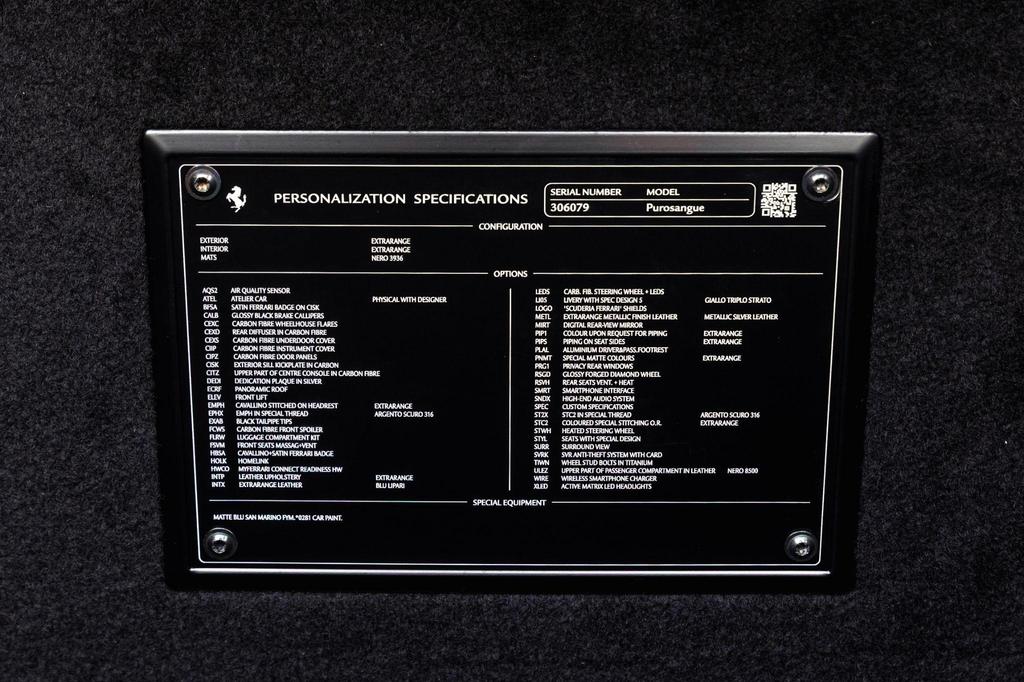 PERSONALIZATION SPECIFICATIONS
SERIAL NUMBER MODEL
306079 Purosangue
CONFIGURATION
EXTERIOR EXTRARANGE
INTERIOR EXTRARANGE
MATS NERO 3936
OPTIONS
AQS2 AIR QUALITY SENSOR
ATEL ATELIER CAR PHYSICAL WITH DESIGNER
BFSA SATIN FERRARI BADGE ON CISK
CALB GLOSSY BLACK BRAKE CALLIPERS
CEXC CARBON FIBRE WHEELHOUSE FLARES
CEXD REAR DIFFUSER IN CARBON FIBRE
CEXS CARBON FIBRE UNDERDOOR COVER
CIIP CARBON FIBRE INSTRUMENT COVER
CIPZ CARBON FIBRE DOOR PANELS
CISK EXTERIOR SILL KICKPLATE IN CARBON
CITZ UPPER PART OF CENTRE CONSOLE IN CARBON FIBRE
DEDI DEDICATION PLAQUE IN SILVER
ECRF PANORAMIC ROOF
ELEV FRONT LIFT
EMPH CAVALLINO STITCHED ON HEADREST EXTRARANGE
EPHX EMPH IN SPECIAL THREAD ARGENTO SCURO 316
EXAB BLACK TAILPIPE TIPS
FCWS CARBON FIBRE FRONT SPOILER
FLRW LUGGAGE COMPARTMENT KIT
FSVM FRONT SEATS MASSAG+VENT
HBSA CAVALLINO+SATIN FERRARI BADGE
HOLK HOMELINK
HWCO MYFERRARI CONNECT READINESS HW
INTP LEATHER UPHOLSTERY EXTRARANGE
INTX EXTRARANGE LEATHER BLU LIPARI
LEDS CARB. FIB. STEERING WHEEL + LEDS
LI05 LIVERY WITH SPEC DESIGN 5 GIALLO TRIPLO STRATO
LOGO "SCUDERIA FERRARI" SHIELDS
METL EXTRARANGE METALLIC FINISH LEATHER METALLIC SILVER LEATHER
MIRT DIGITAL REAR-VIEW MIRROR
PIP1 COLOUR UPON REQUEST FOR PIPING EXTRARANGE
PIPS PIPING ON SEAT SIDES EXTRARANGE
PLAL ALUMINIUM DRIVER&PASS.FOOTREST
PNMT SPECIAL MATTE COLOURS EXTRARANGE
PRG1 PRIVACY REAR WINDOWS
RSGD GLOSSY FORGED DIAMOND WHEEL
RSVH REAR SEATS VENT. + HEAT
SMRT SMARTPHONE INTERFACE
SNDX HIGH-END AUDIO SYSTEM
SPEC CUSTOM SPECIFICATIONS
ST2X STC2 IN SPECIAL THREAD ARGENTO SCURO 316
STC2 COLOURED SPECIAL STITCHING O.R. EXTRARANGE
STWH HEATED STEERING WHEEL
STYL SEATS WITH SPECIAL DESIGN
SURR SURROUND VIEW
SVRK SVR ANTI-THEFT SYSTEM WITH CARD
TIWN WHEEL STUD BOLTS IN TITANIUM
ULEZ UPPER PART OF PASSENGER COMPARTMENT IN LEATHER NERO 8500
WIRE WIRELESS SMARTPHONE CHARGER
XLED ACTIVE MATRIX LED HEADLIGHTS
SPECIAL EQUIPMENT
MATTE BLU SAN MARINO FYM.*0281 CAR PAINT.